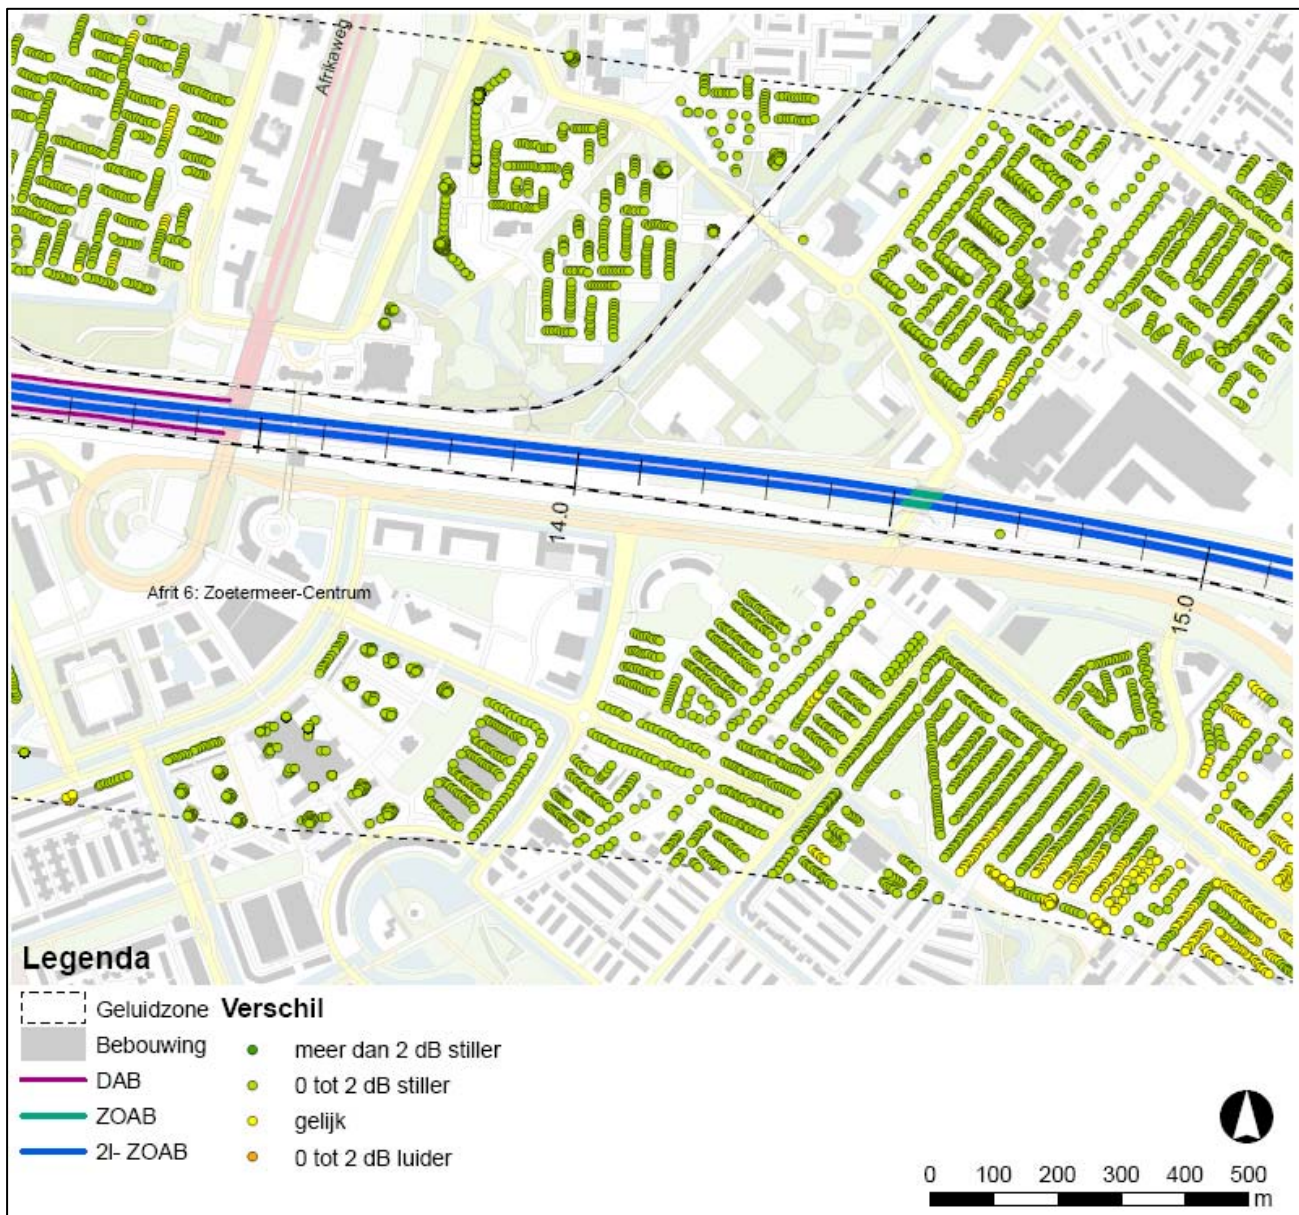 Afrikaweg
14.0
15.0
Afrit 6: Zoetermeer-Centrum
Legenda
Geluidzone
Bebouwing
DAB
ZOAB
2l- ZOAB
Verschil
meer dan 2 dB stiller
0 tot 2 dB stiller
gelijk
0 tot 2 dB luider
0 100 200 300 400 500
m